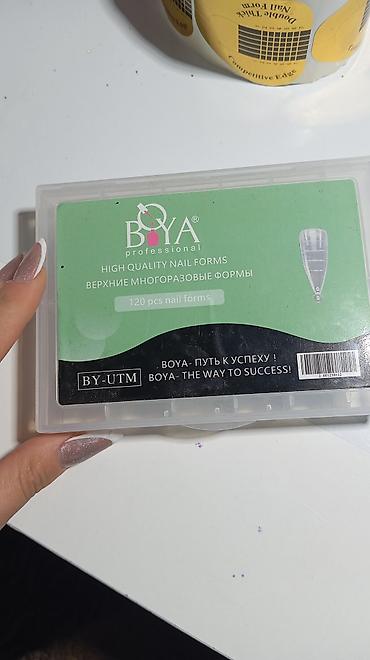 Double Thick
Nail Form
Competitive Edge
BOYA®
professional
HIGH QUALITY NAIL FORMS
ВЕРХНИЕ МНОГОРАЗОВЫЕ ФОРМЫ
120 pcs nail forms
BOYA- ПУТЬ К УСПЕХУ !
BY-UTM
BOYA- THE WAY TO SUCCESS!